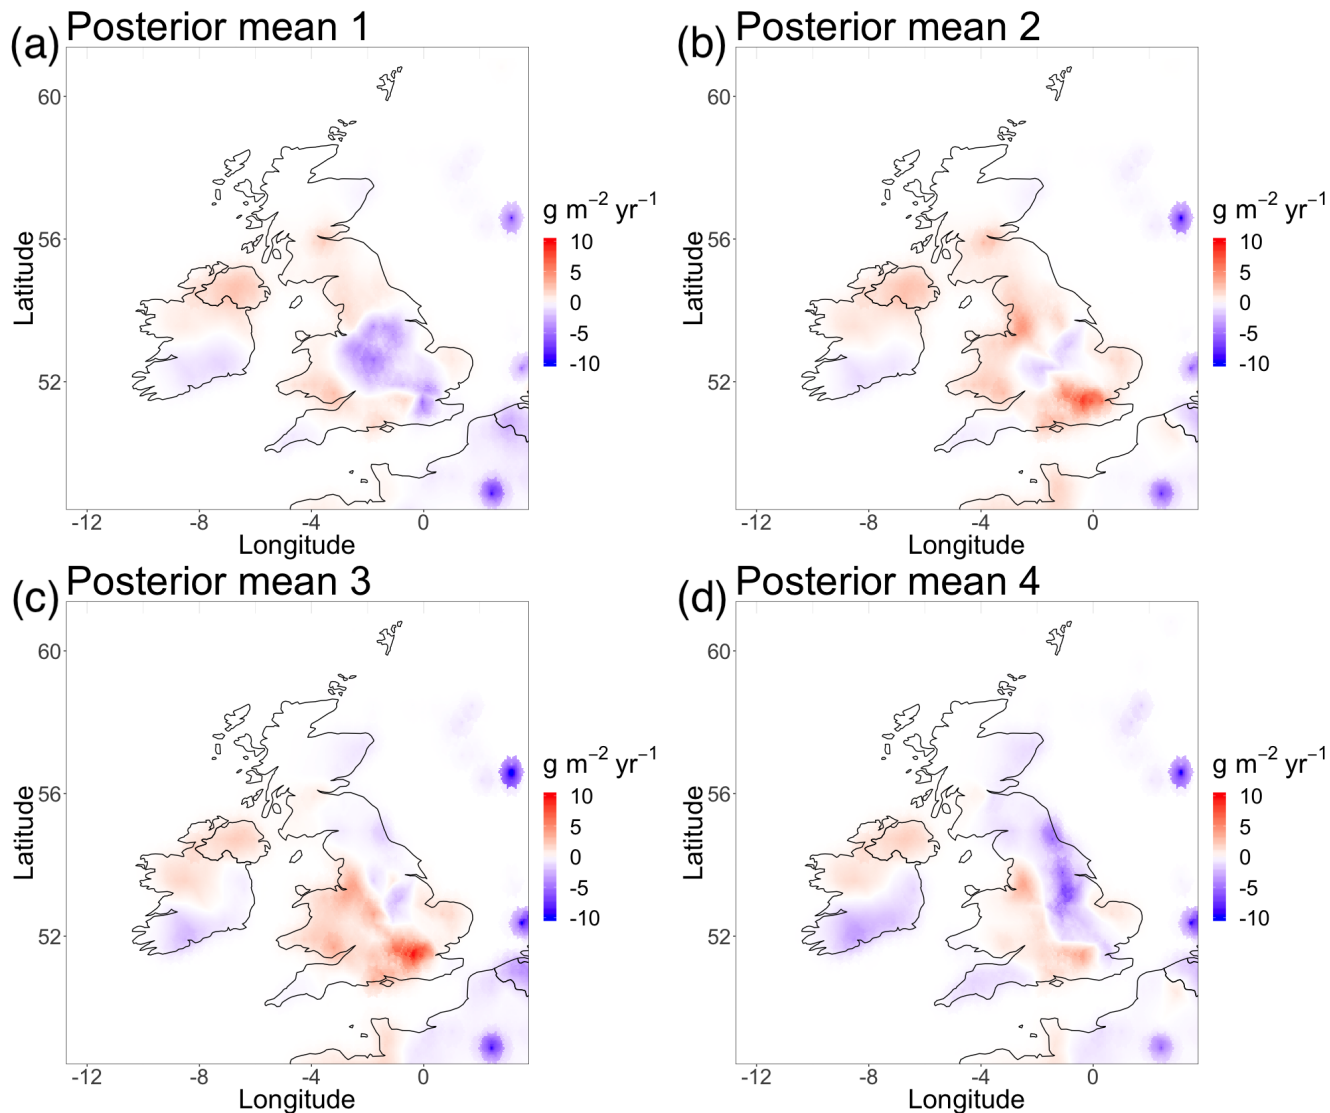 (a) Posterior mean 1
60
56
52
Latitude
-12 -8 -4 0
Longitude
g m−2 yr−1
10
5
0
-5
-10
(b) Posterior mean 2
60
56
52
Latitude
-12 -8 -4 0
Longitude
g m−2 yr−1
10
5
0
-5
-10
(c) Posterior mean 3
60
56
52
Latitude
-12 -8 -4 0
Longitude
g m−2 yr−1
10
5
0
-5
-10
(d) Posterior mean 4
60
56
52
Latitude
-12 -8 -4 0
Longitude
g m−2 yr−1
10
5
0
-5
-10